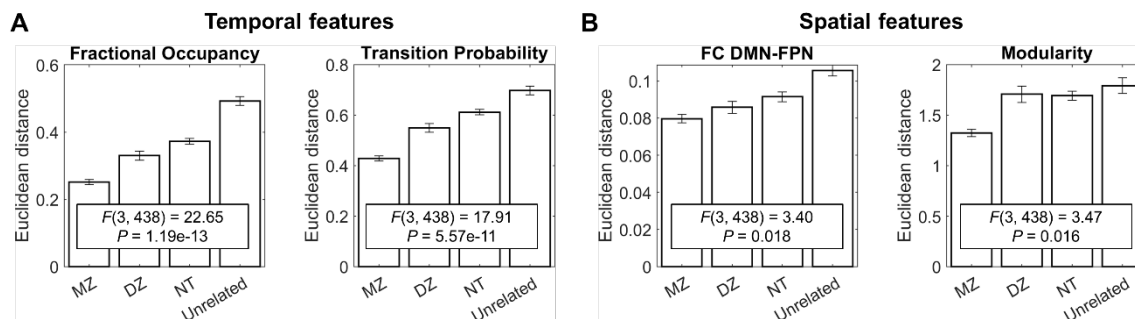 A Temporal features
Fractional Occupancy
Euclidean distance
0.6
0.4
0.2
0
F(3, 438) = 22.65
P = 1.19e-13
MZ
DZ
NT
Unrelated
Transition Probability
Euclidean distance
0.8
0.6
0.4
0.2
0
F(3, 438) = 17.91
P = 5.57e-11
MZ
DZ
NT
Unrelated
B Spatial features
FC DMN-FPN
Euclidean distance
0.1
0.08
0.06
0.04
0.02
0
F(3, 438) = 3.40
P = 0.018
MZ
DZ
NT
Unrelated
Modularity
Euclidean distance
2
1.5
1
0.5
0
F(3, 438) = 3.47
P = 0.016
MZ
DZ
NT
Unrelated